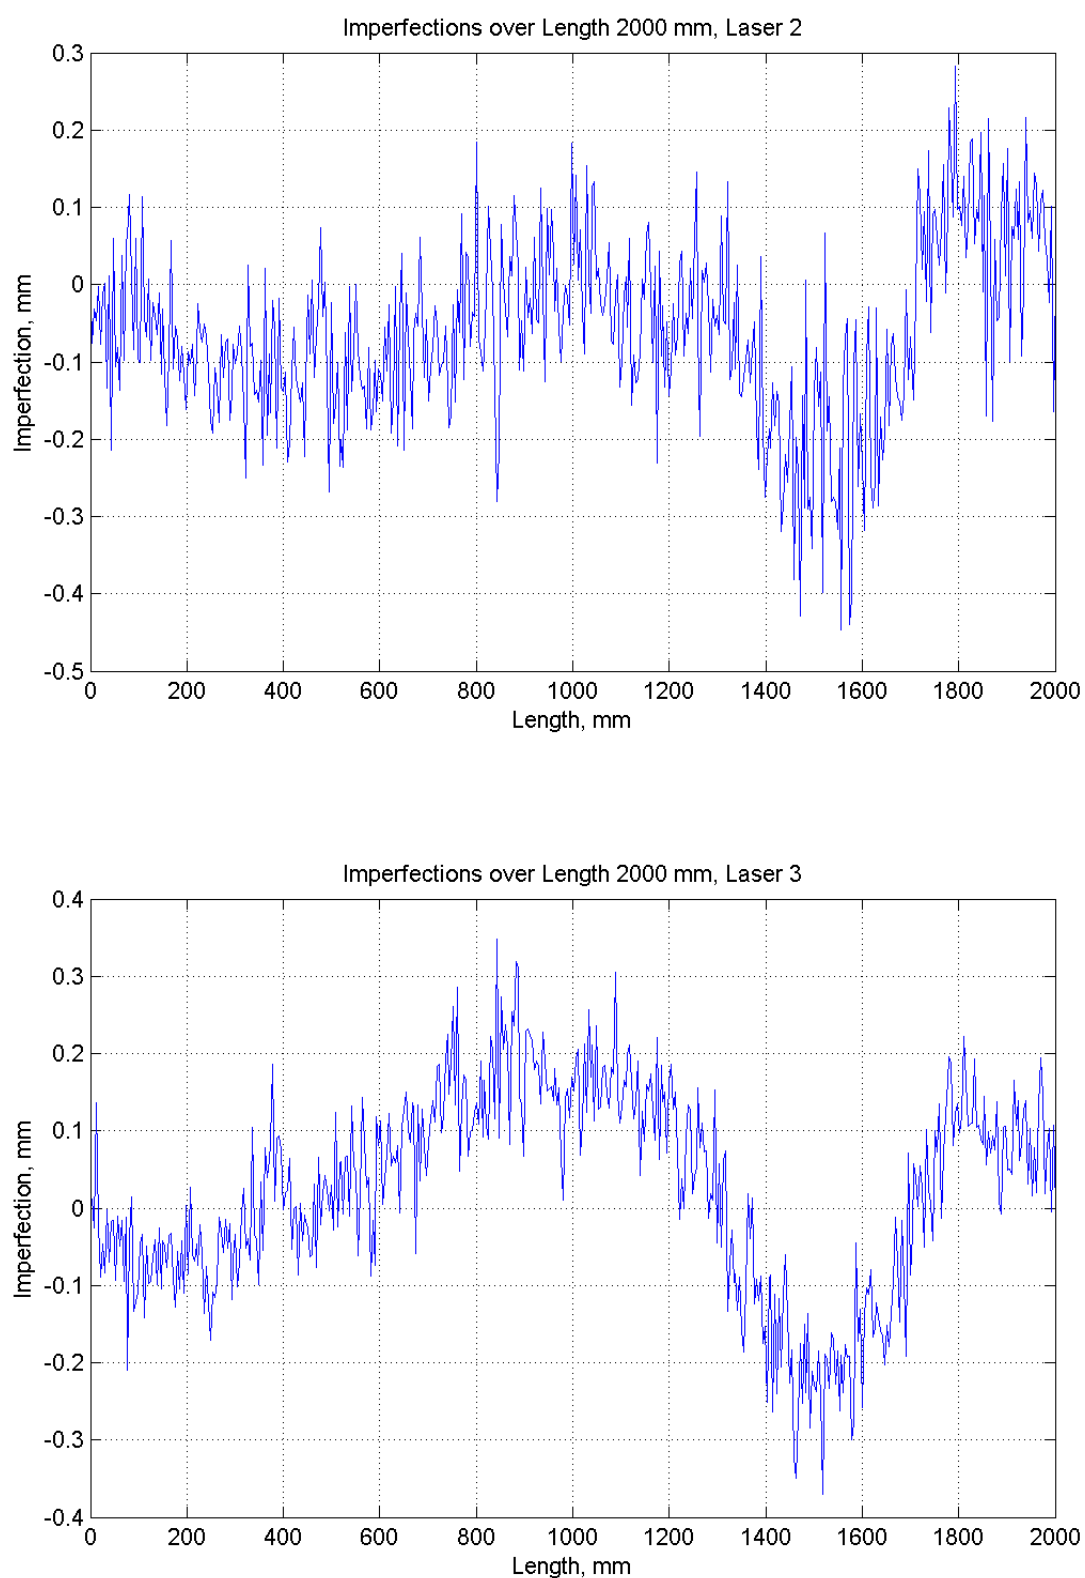 Imperfections over Length 2000 mm, Laser 2
Imperfection, mm
0.3
0.2
0.1
0
-0.1
-0.2
-0.3
-0.4
-0.5
0 200 400 600 800 1000 1200 1400 1600 1800 2000
Length, mm
Imperfections over Length 2000 mm, Laser 3
Imperfection, mm
0.4
0.3
0.2
0.1
0
-0.1
-0.2
-0.3
-0.4
0 200 400 600 800 1000 1200 1400 1600 1800 2000
Length, mm